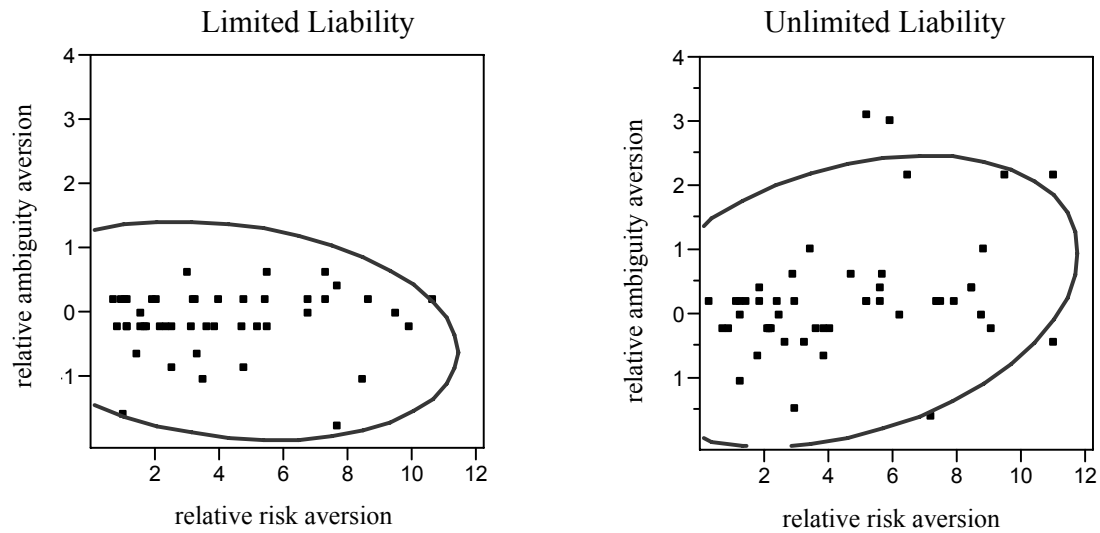 Limited Liability
4
3
2
1
0
-1
2 4 6 8 10 12
relative ambiguity aversion
relative risk aversion
Unlimited Liability
4
3
2
1
0
1
2 4 6 8 10 12
relative ambiguity aversion
relative risk aversion